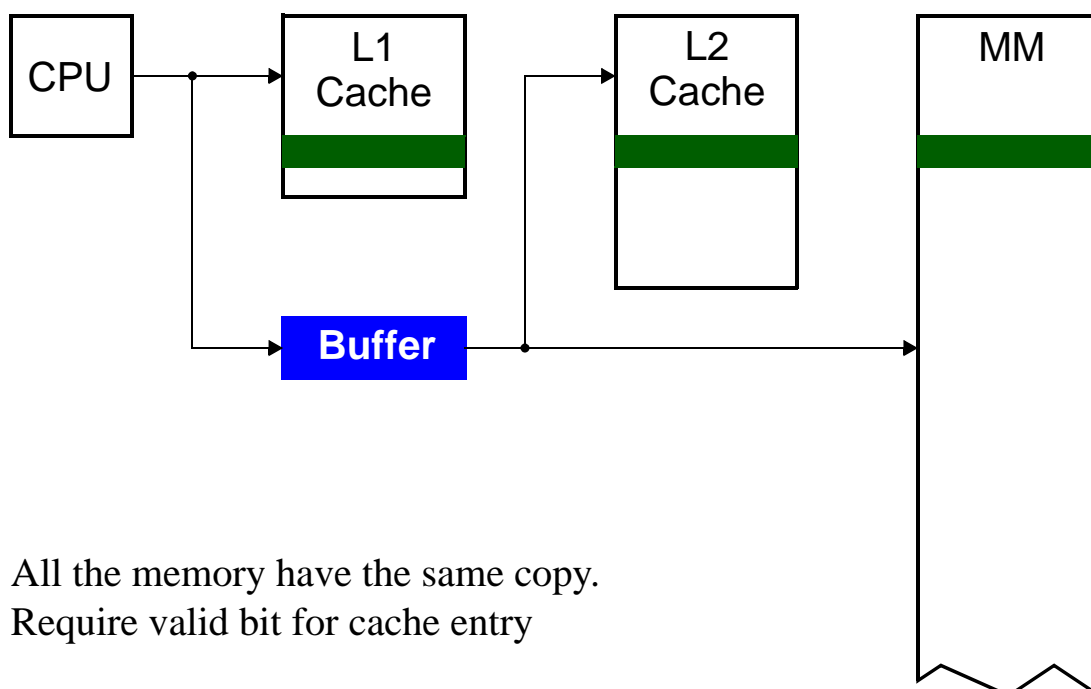 CPU
L1
Cache
L2
Cache
MM
Buffer
All the memory have the same copy.
Require valid bit for cache entry